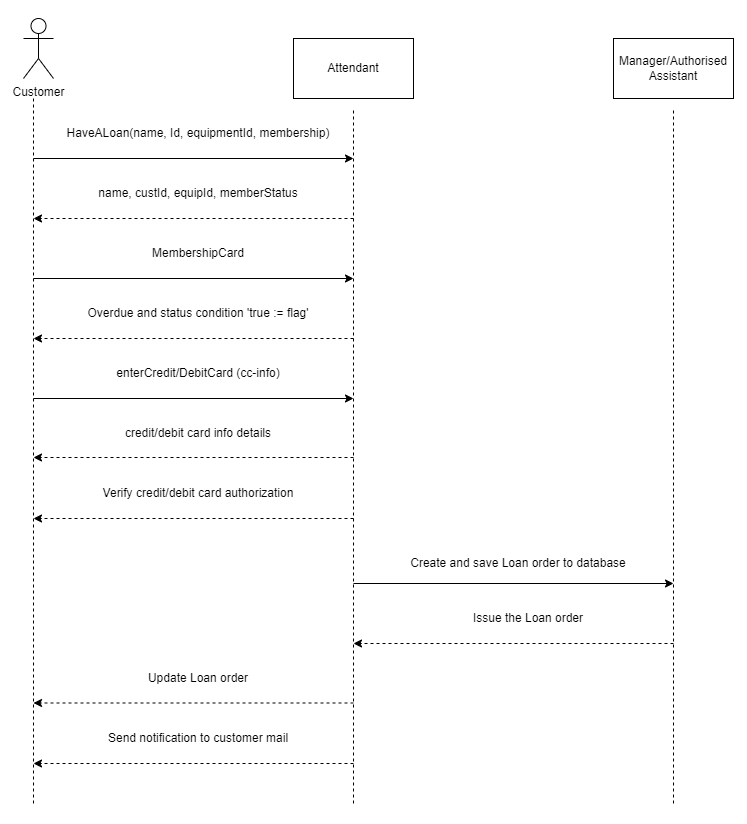 Customer
Attendant
Manager/Authorised
Assistant
HaveALoan(name, Id, equipmentId, membership)
name, custId, equipId, memberStatus
MembershipCard
Overdue and status condition 'true := flag'
enterCredit/DebitCard (cc-info)
credit/debit card info details
Verify credit/debit card authorization
Create and save Loan order to database
Issue the Loan order
Update Loan order
Send notification to customer mail